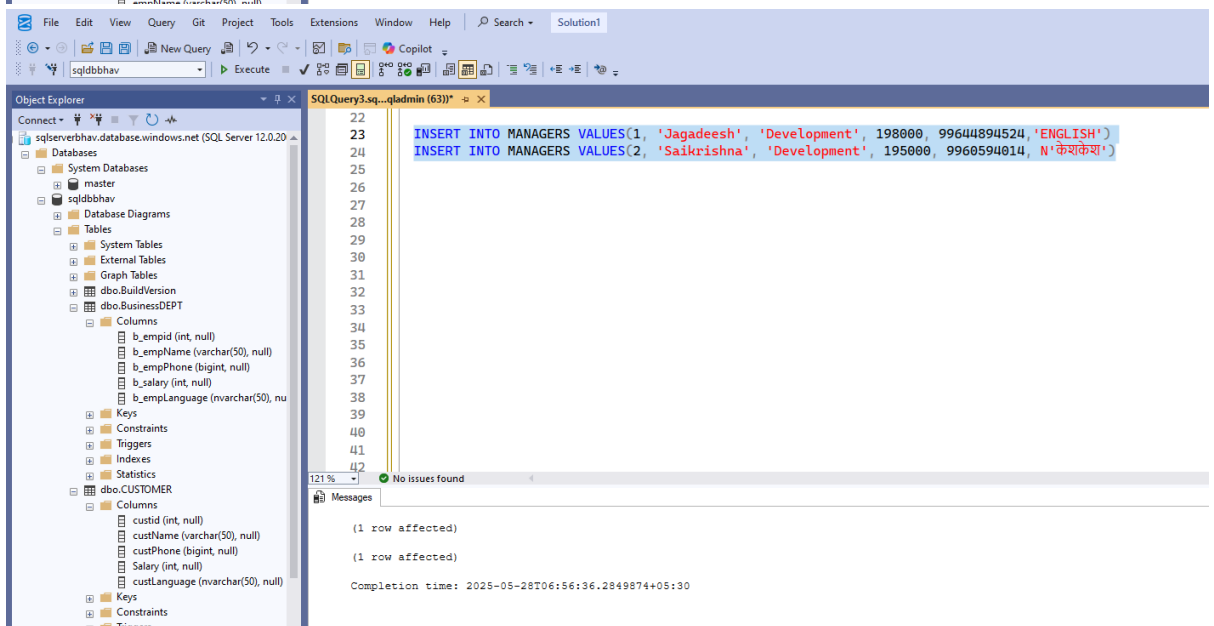 empName (varchar(50), null)
File Edit View Query Git Project Tools Extensions Window Help Search Solution1
New Query Copilot
sqldbbhav Execute
Object Explorer
Connect
sqlserverbhav.database.windows.net (SQL Server 12.0.20
Databases
System Databases
master
sqldbbhav
Database Diagrams
Tables
System Tables
External Tables
Graph Tables
dbo.BuildVersion
dbo.BusinessDEPT
Columns
b_empid (int, null)
b_empName (varchar(50), null)
b_empPhone (bigint, null)
b_salary (int, null)
b_empLanguage (nvarchar(50), nu
Keys
Constraints
Triggers
Indexes
Statistics
dbo.CUSTOMER
Columns
custid (int, null)
custName (varchar(50), null)
custPhone (bigint, null)
Salary (int, null)
custLanguage (nvarchar(50), null)
Keys
Constraints
Triggers
SQLQuery3.sq...qladmin (63))*
22
23 INSERT INTO MANAGERS VALUES(1, 'Jagadeesh', 'Development', 198000, 99644894524,'ENGLISH')
24 INSERT INTO MANAGERS VALUES(2, 'Saikrishna', 'Development', 195000, 9960594014, N'केशकेश')
25
26
27
28
29
30
31
32
33
34
35
36
37
38
39
40
41
42
121 % No issues found
Messages
(1 row affected)
(1 row affected)
Completion time: 2025-05-28T06:56:36.2849874+05:30